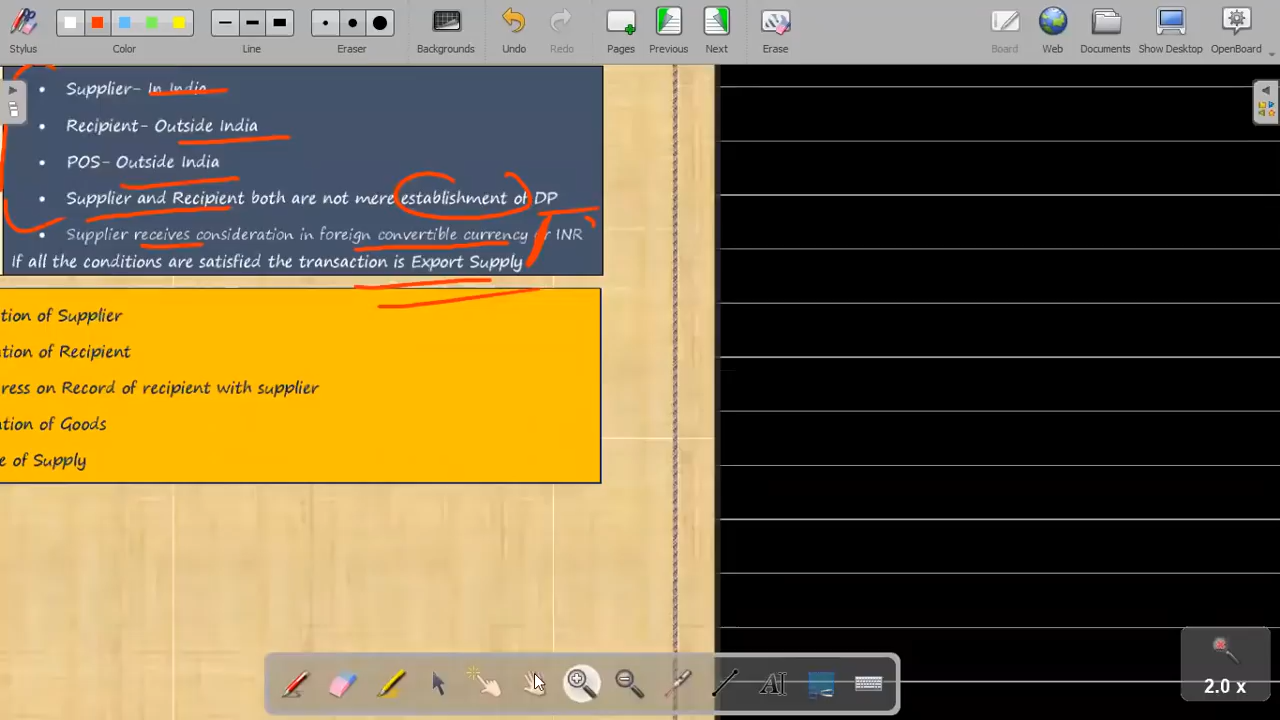 Stylus
Color
Line
Eraser
Backgrounds
Undo
Redo
Pages
Previous
Next
Erase
Board
Web
Documents
Show Desktop
OpenBoard
• Supplier- In India
• Recipient- Outside India
• POS- Outside India
• Supplier and Recipient both are not mere establishment of DP
• Supplier receives consideration in foreign convertible currency or INR
If all the conditions are satisfied the transaction is Export Supply
tion of Supplier
tion of Recipient
ress on Record of recipient with supplier
tion of Goods
e of Supply
AI
2.0 x